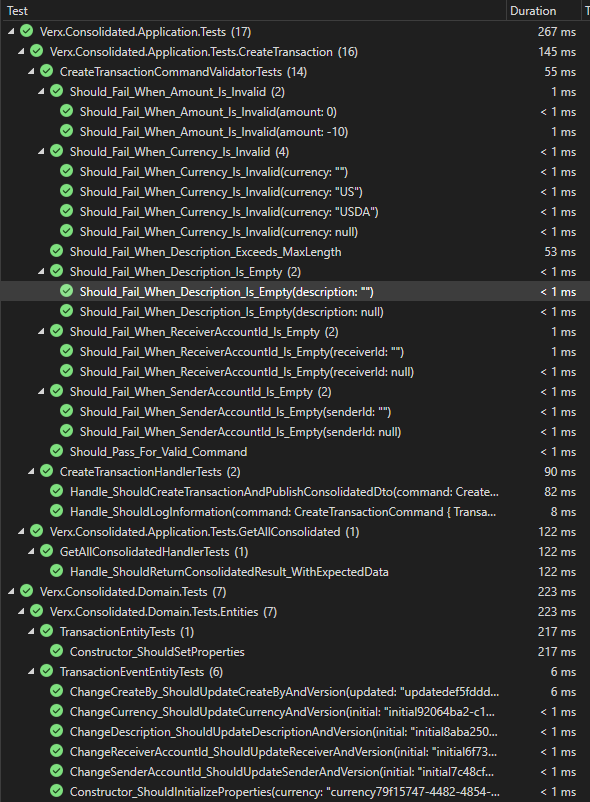 Test Duration T
Verx.Consolidated.Application.Tests (17) 267 ms
Verx.Consolidated.Application.Tests.CreateTransaction (16) 145 ms
CreateTransactionCommandValidatorTests (14) 55 ms
Should_Fail_When_Amount_Is_Invalid (2) 1 ms
Should_Fail_When_Amount_Is_Invalid(amount: 0) < 1 ms
Should_Fail_When_Amount_Is_Invalid(amount: -10) < 1 ms
Should_Fail_When_Currency_Is_Invalid (4) < 1 ms
Should_Fail_When_Currency_Is_Invalid(currency: "") < 1 ms
Should_Fail_When_Currency_Is_Invalid(currency: "US") < 1 ms
Should_Fail_When_Currency_Is_Invalid(currency: "USDA") < 1 ms
Should_Fail_When_Currency_Is_Invalid(currency: null) < 1 ms
Should_Fail_When_Description_Exceeds_MaxLength 53 ms
Should_Fail_When_Description_Is_Empty (2) < 1 ms
Should_Fail_When_Description_Is_Empty(description: "") < 1 ms
Should_Fail_When_Description_Is_Empty(description: null) < 1 ms
Should_Fail_When_ReceiverAccountId_Is_Empty (2) 1 ms
Should_Fail_When_ReceiverAccountId_Is_Empty(receiverId: "") 1 ms
Should_Fail_When_ReceiverAccountId_Is_Empty(receiverId: null) < 1 ms
Should_Fail_When_SenderAccountId_Is_Empty (2) < 1 ms
Should_Fail_When_SenderAccountId_Is_Empty(senderId: "") < 1 ms
Should_Fail_When_SenderAccountId_Is_Empty(senderId: null) < 1 ms
Should_Pass_For_Valid_Command < 1 ms
CreateTransactionHandlerTests (2) 90 ms
Handle_ShouldCreateTransactionAndPublishConsolidatedDto(command: Create... 82 ms
Handle_ShouldLogInformation(command: CreateTransactionCommand { Transa... 8 ms
Verx.Consolidated.Application.Tests.GetAllConsolidated (1) 122 ms
GetAllConsolidatedHandlerTests (1) 122 ms
Handle_ShouldReturnConsolidatedResult_WithExpectedData 122 ms
Verx.Consolidated.Domain.Tests (7) 223 ms
Verx.Consolidated.Domain.Tests.Entities (7) 223 ms
TransactionEntityTests (1) 217 ms
Constructor_ShouldSetProperties 217 ms
TransactionEventEntityTests (6) 6 ms
ChangeCreateBy_ShouldUpdateCreateByAndVersion(updated: "updatedef5fddd... 6 ms
ChangeCurrency_ShouldUpdateCurrencyAndVersion(initial: "initial92064ba2-c1... < 1 ms
ChangeDescription_ShouldUpdateDescriptionAndVersion(initial: "initial8aba250... < 1 ms
ChangeReceiverAccountId_ShouldUpdateReceiverAndVersion(initial: "initial6f73... < 1 ms
ChangeSenderAccountId_ShouldUpdateSenderAndVersion(initial: "initial7c48cf... < 1 ms
Constructor_ShouldInitializeProperties(currency: "currency79f15747-4482-4854-... < 1 ms